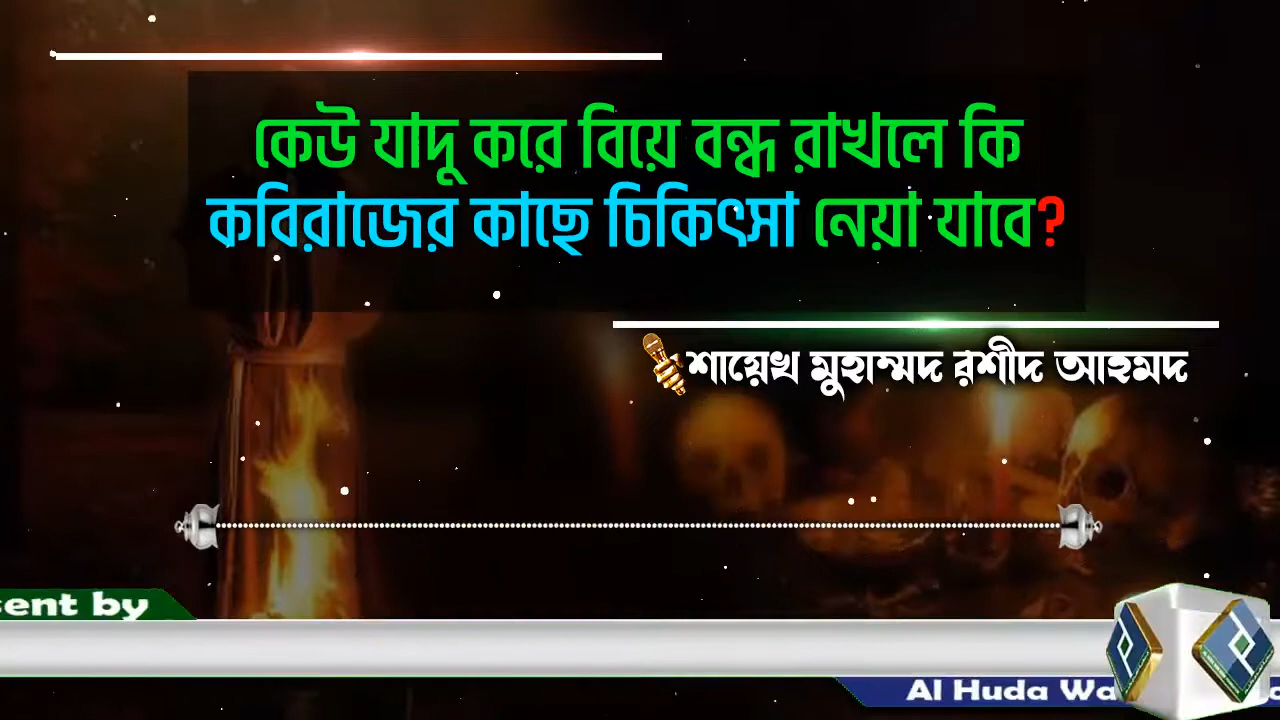 কেউ যাদু করে বিয়ে বন্ধ রাখলে কি
কবিরাজের কাছে চিকিৎসা নেয়া যাবে?
শায়েখ মুহাম্মদ রশীদ আহমদ
sent by
Al Huda Wa